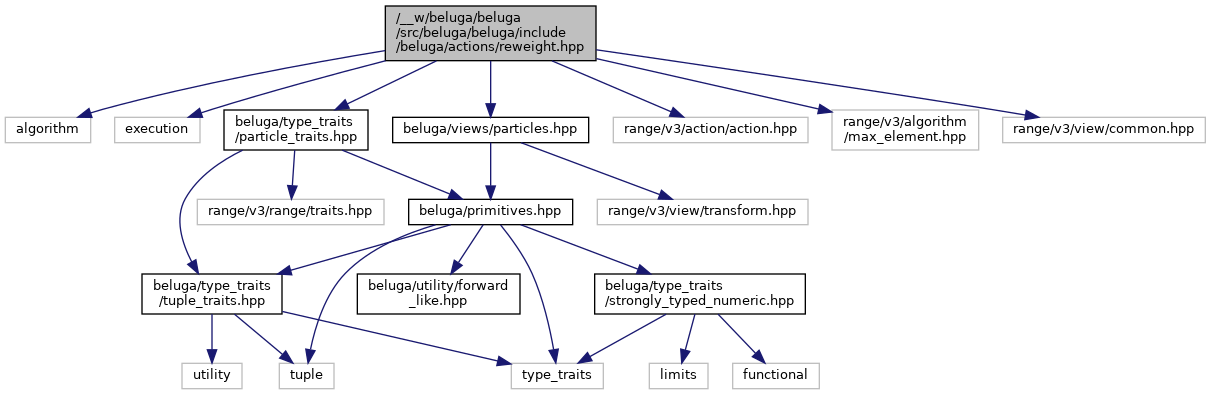 /__w/beluga/beluga
/src/beluga/beluga/include
/beluga/actions/reweight.hpp
algorithm
execution
beluga/type_traits
/particle_traits.hpp
beluga/views/particles.hpp
range/v3/action/action.hpp
range/v3/algorithm
/max_element.hpp
range/v3/view/common.hpp
range/v3/range/traits.hpp
beluga/primitives.hpp
range/v3/view/transform.hpp
beluga/type_traits
/tuple_traits.hpp
beluga/utility/forward
_like.hpp
beluga/type_traits
/strongly_typed_numeric.hpp
utility
tuple
type_traits
limits
functional